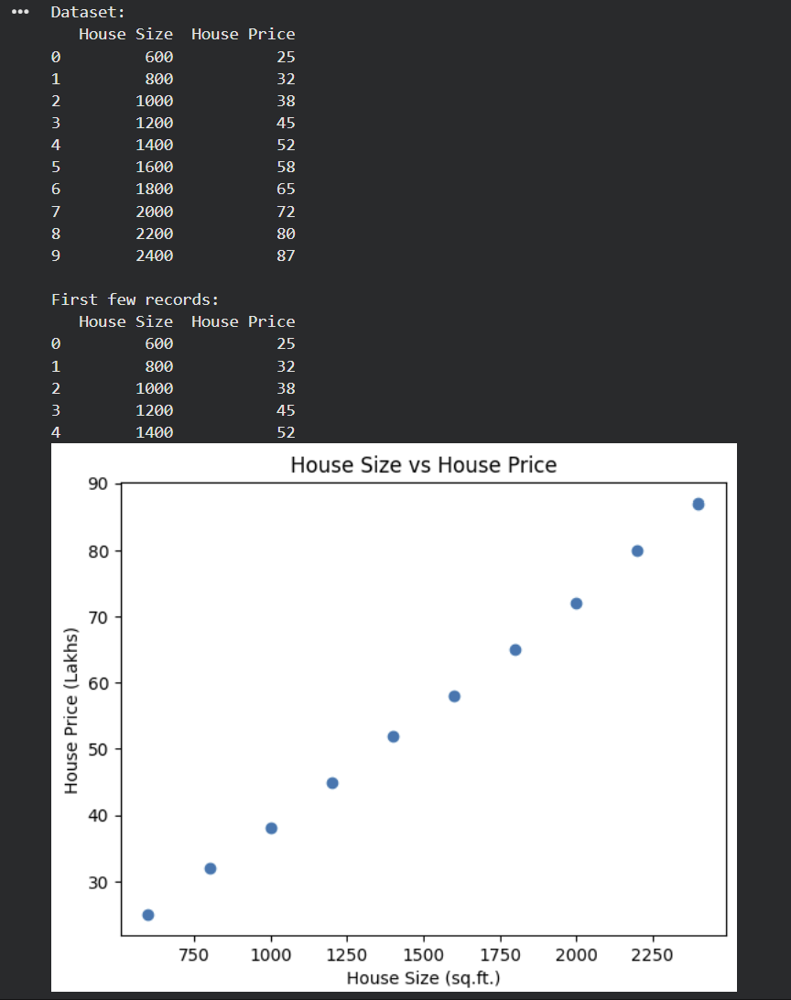 Dataset:
House Size House Price
0 600 25
1 800 32
2 1000 38
3 1200 45
4 1400 52
5 1600 58
6 1800 65
7 2000 72
8 2200 80
9 2400 87
First few records:
House Size House Price
0 600 25
1 800 32
2 1000 38
3 1200 45
4 1400 52
House Size vs House Price
90
80
70
60
50
40
30
House Price (Lakhs)
750 1000 1250 1500 1750 2000 2250
House Size (sq.ft.)